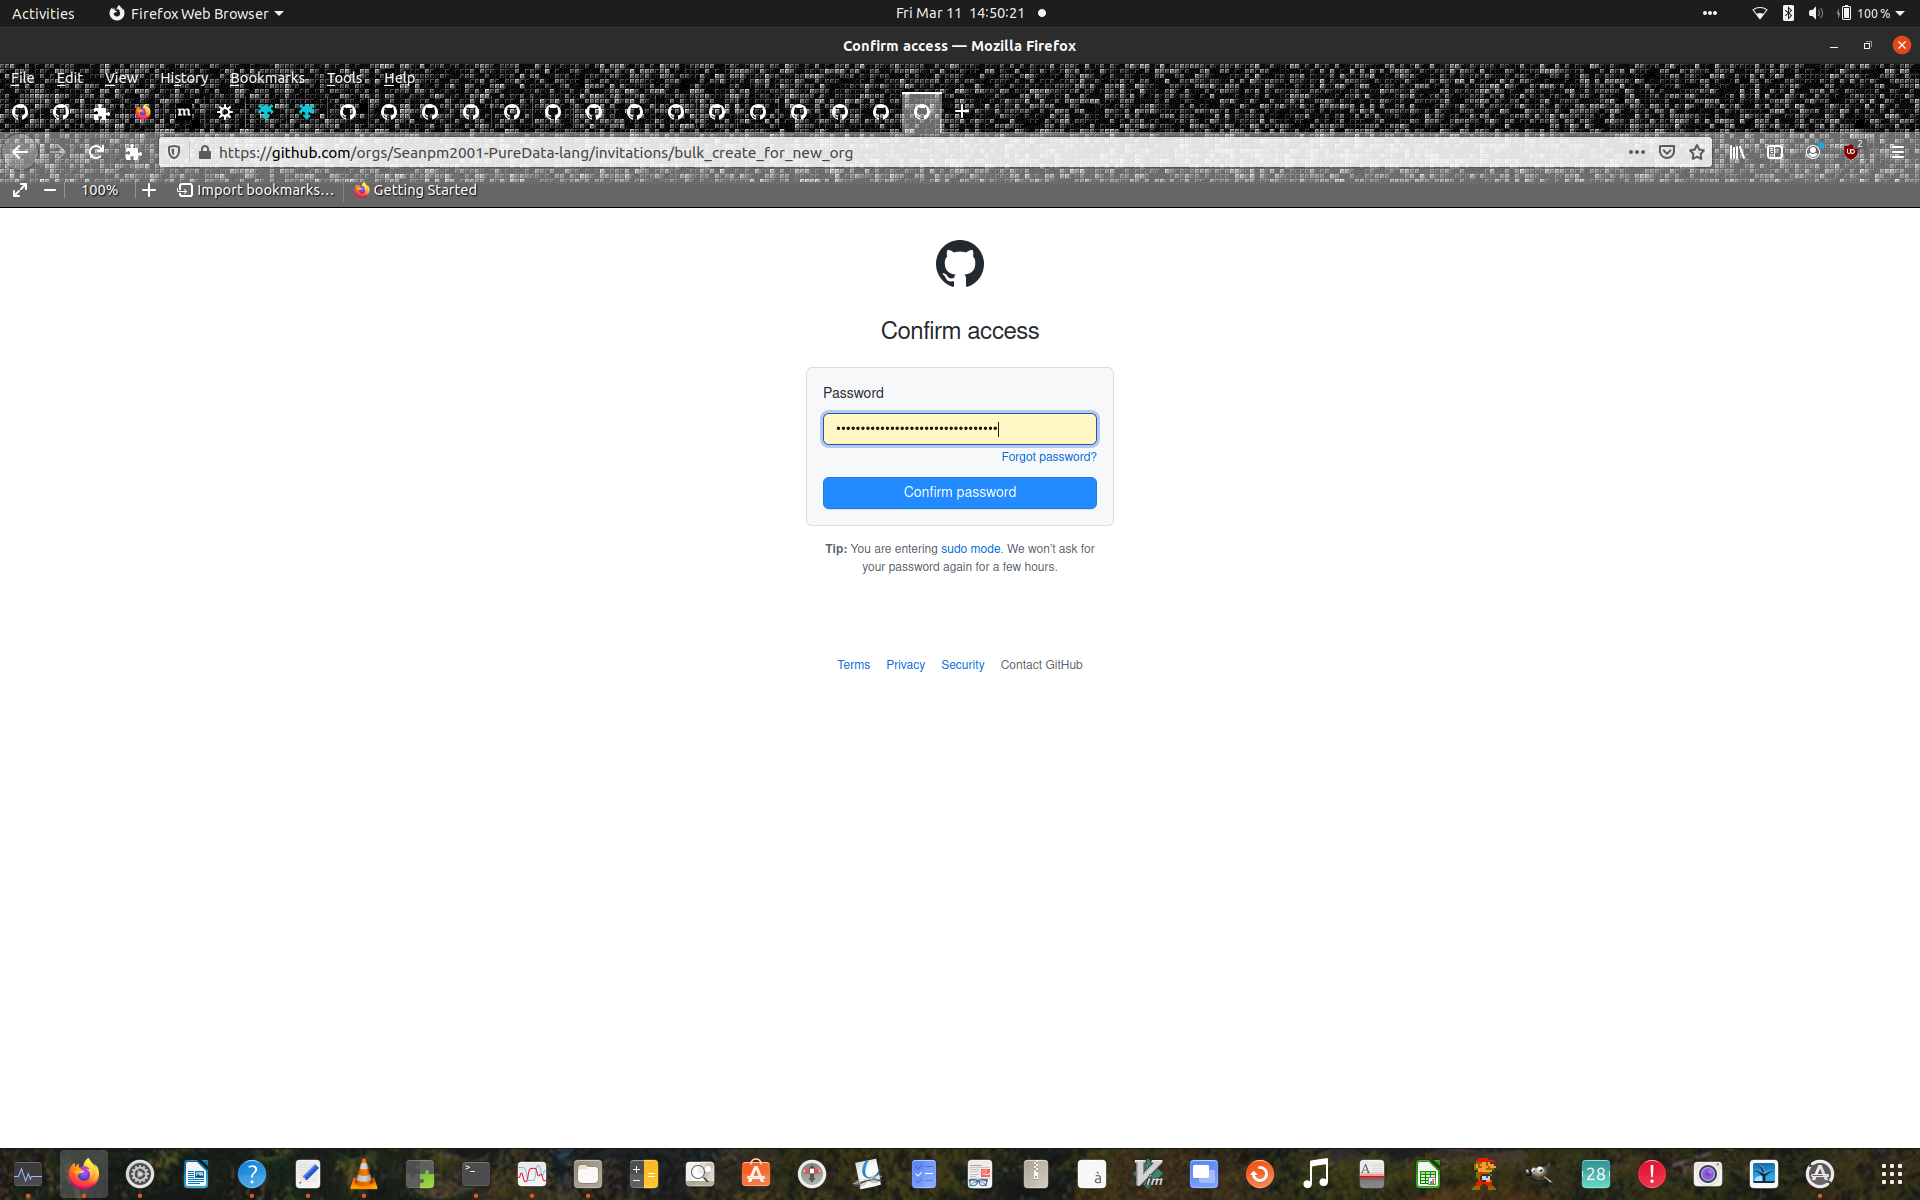 Activities
Firefox Web Browser
Fri Mar 11 14:50:21
100 %
Confirm access — Mozilla Firefox
File Edit View History Bookmarks Tools Help
m
https://github.com/orgs/Seanpm2001-PureData-lang/invitations/bulk_create_for_new_org
2
100%
Import bookmarks...
Getting Started
Confirm access
Password
••••••••••••••••••••••••••••••••••
Forgot password?
Confirm password
Tip: You are entering sudo mode. We won't ask for
your password again for a few hours.
Terms Privacy Security Contact GitHub
28